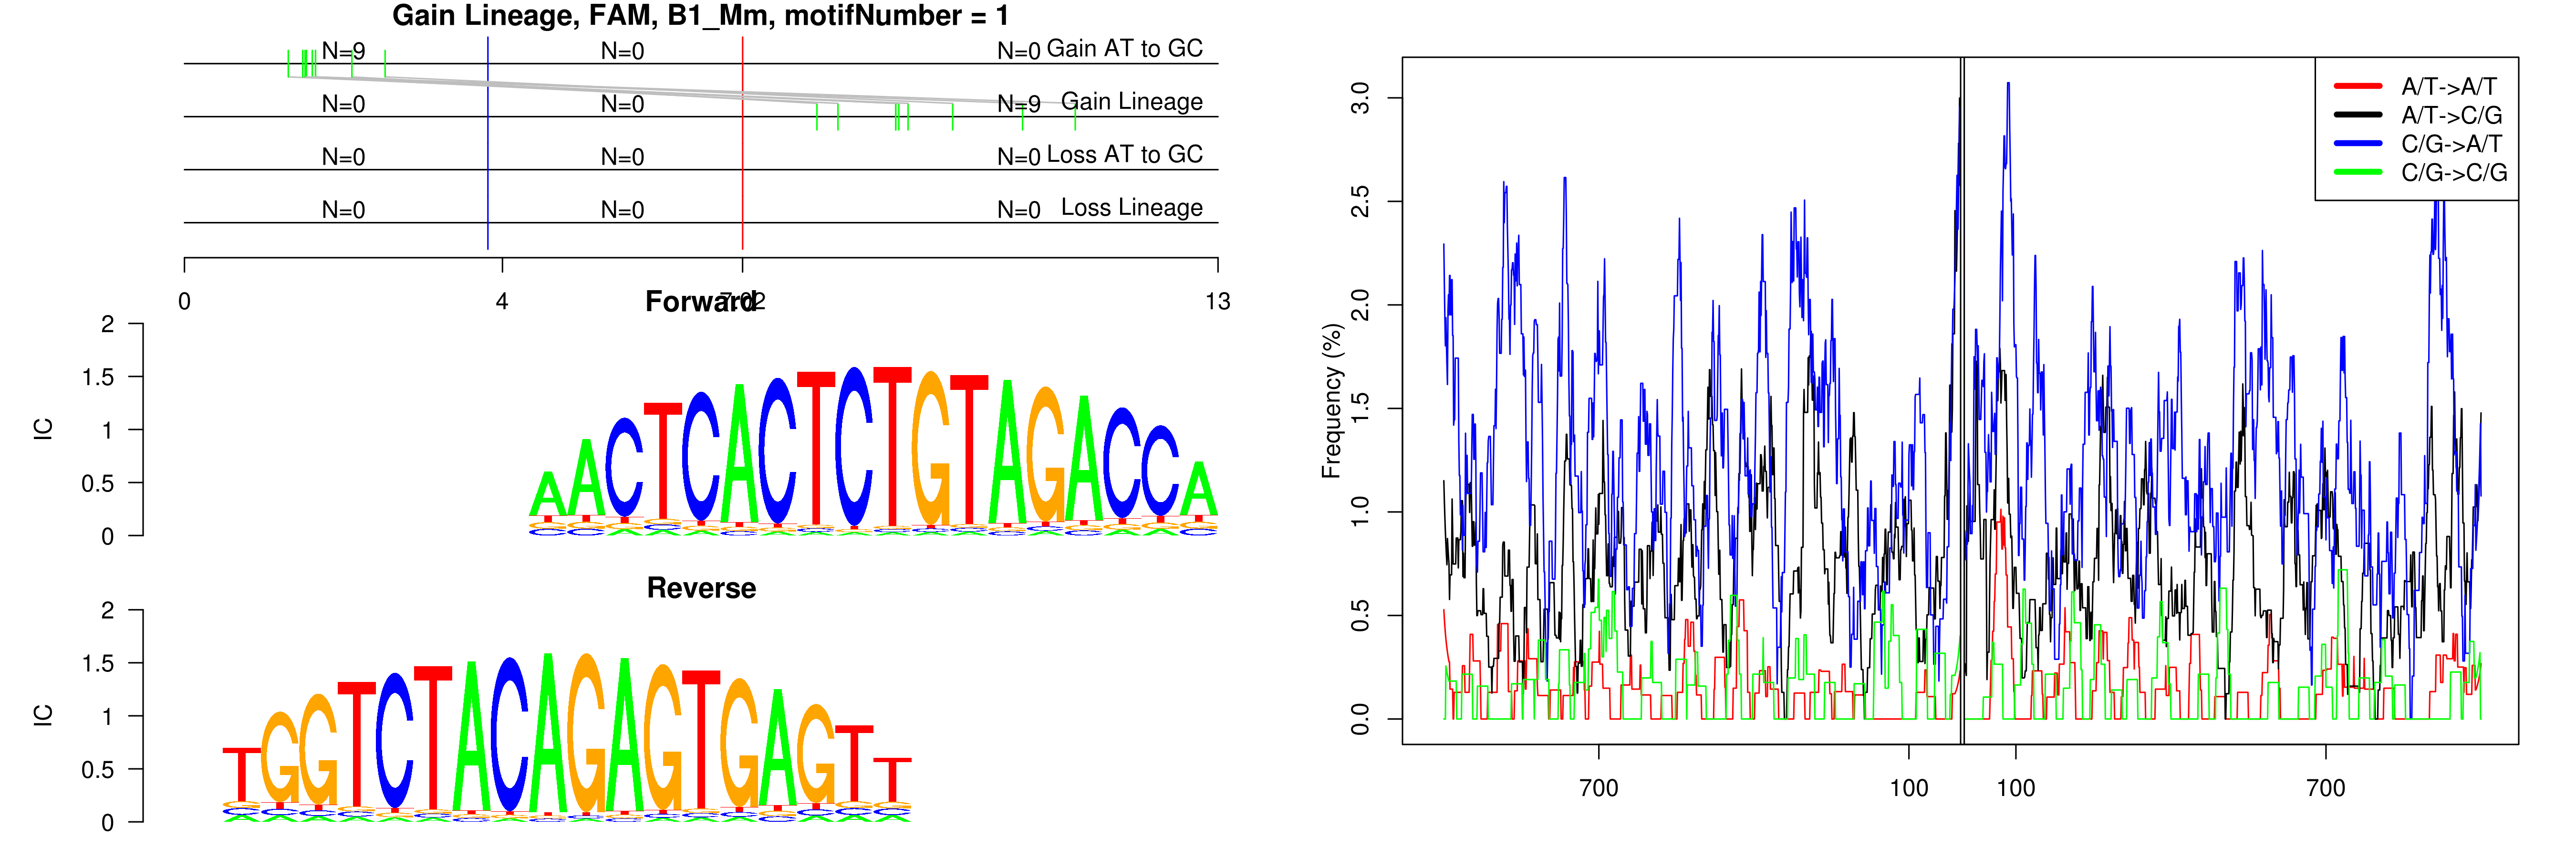 Gain Lineage, FAM, B1_Mm, motifNumber = 1
N=9 N=0 N=0 Gain AT to GC
N=0 N=0 N=9 Gain Lineage
N=0 N=0 N=0 Loss AT to GC
N=0 N=0 N=0 Loss Lineage
0 4 7.02 13
Forward
2
1.5
1
0.5
0
IC
AACTCACTCTGTAGACCA
Reverse
2
1.5
1
0.5
0
IC
TGGTCTACAGAGTGAGTT
A/T->A/T
A/T->C/G
C/G->A/T
C/G->C/G
Frequency (%)
3.0
2.5
2.0
1.5
1.0
0.5
0.0
700 100 100 700